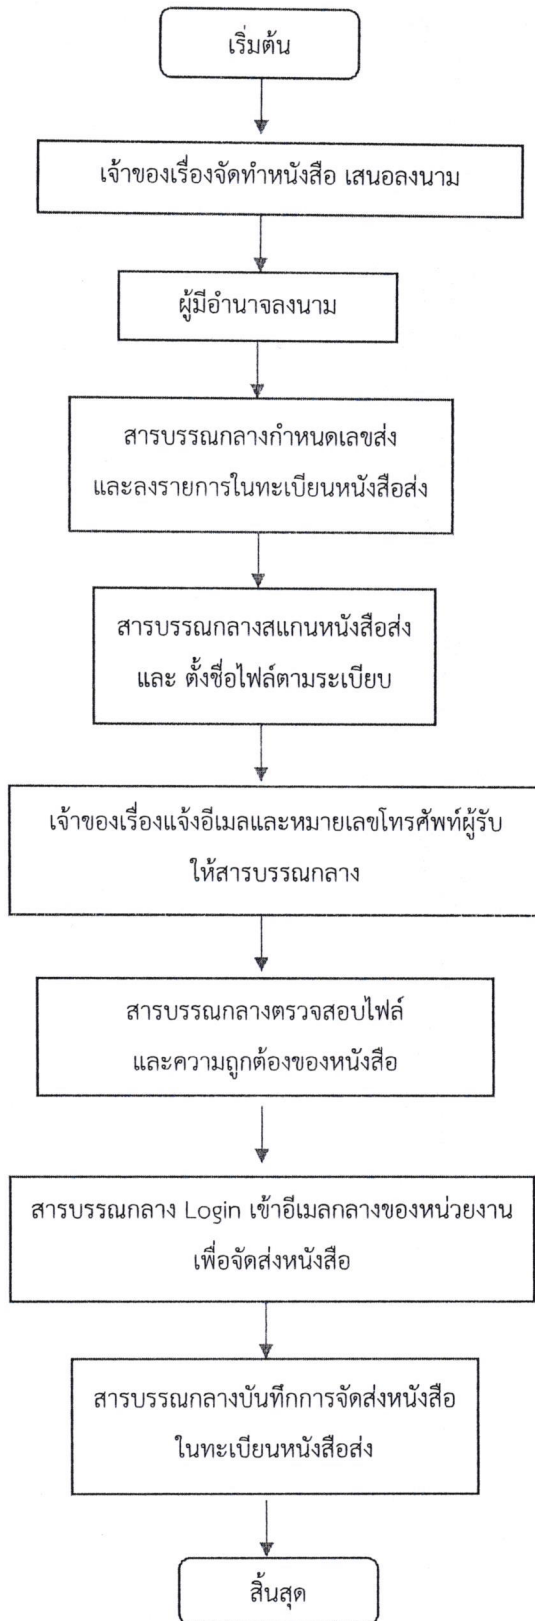 เริ่มต้น
เจ้าของเรื่องจัดทำหนังสือ เสนอลงนาม
ผู้มีอำนาจลงนาม
สารบรรณกลางกำหนดเลขส่ง
และลงรายการในทะเบียนหนังสือส่ง
สารบรรณกลางสแกนหนังสือส่ง
และ ตั้งชื่อไฟล์ตามระเบียบ
เจ้าของเรื่องแจ้งอีเมลและหมายเลขโทรศัพท์ผู้รับ
ให้สารบรรณกลาง
สารบรรณกลางตรวจสอบไฟล์
และความถูกต้องของหนังสือ
สารบรรณกลาง Login เข้าอีเมลกลางของหน่วยงาน
เพื่อจัดส่งหนังสือ
สารบรรณกลางบันทึกการจัดส่งหนังสือ
ในทะเบียนหนังสือส่ง
สิ้นสุด